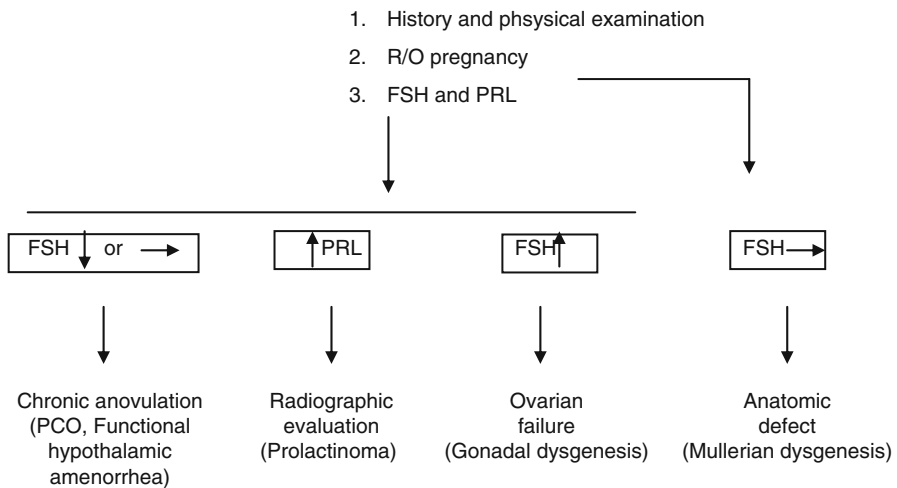 1. History and phsysical examination
2. R/O pregnancy
3. FSH and PRL
FSH or
PRL
FSH
FSH
Chronic anovulation
(PCO, Functional
hypothalamic
amenorrhea)
Radiographic
evaluation
(Prolactinoma)
Ovarian
failure
(Gonadal dysgenesis)
Anatomic
defect
(Mullerian dysgenesis)